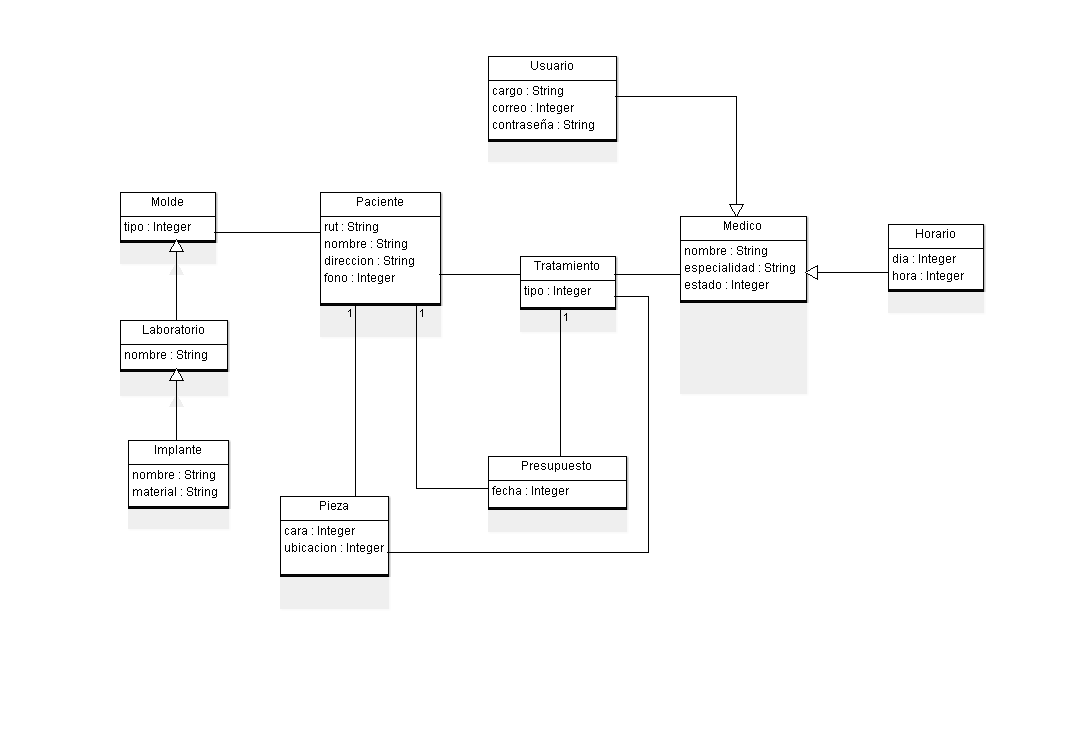 Usuario
cargo : String
correo : Integer
contraseña : String
Molde
tipo : Integer
Paciente
rut : String
nombre : String
direccion : String
fono : Integer
1
1
Tratamiento
tipo : Integer
1
Medico
nombre : String
especialidad : String
estado : Integer
Horario
dia : Integer
hora : Integer
Laboratorio
nombre : String
Implante
nombre : String
material : String
Presupuesto
fecha : Integer
Pieza
cara : Integer
ubicacion : Integer